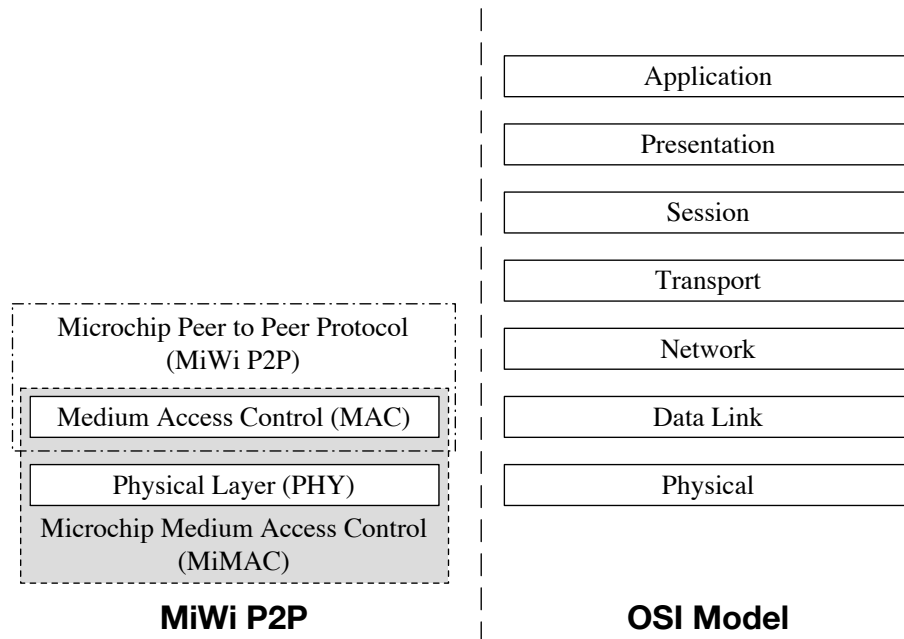 Application
Presentation
Session
Transport
Microchip Peer to Peer Protocol
(MiWi P2P)
Network
Medium Access Control (MAC)
Data Link
Physical Layer (PHY)
Physical
Microchip Medium Access Control
(MiMAC)
MiWi P2P
OSI Model